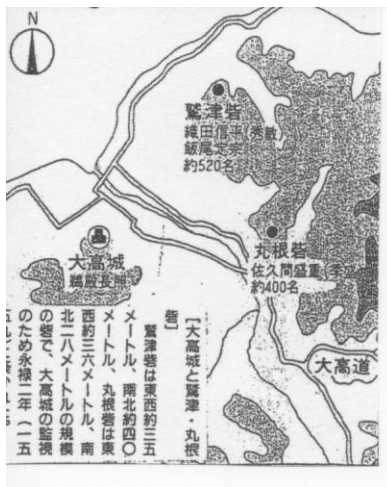 N
鷲津砦
織田信平(秀敏)
飯尾定宗
約520名
大高城
鵜殿長照
丸根砦
佐久間盛重(季
約400名
大高道
〔大高城と鷲津・丸根
砦〕
鷲津砦は東西約三五
メートル、南北約四〇
メートル、丸根砦は東
西約三六メートル、南
北二八メートルの規模
の砦で、大高城の監視
のため永禄二年(一五